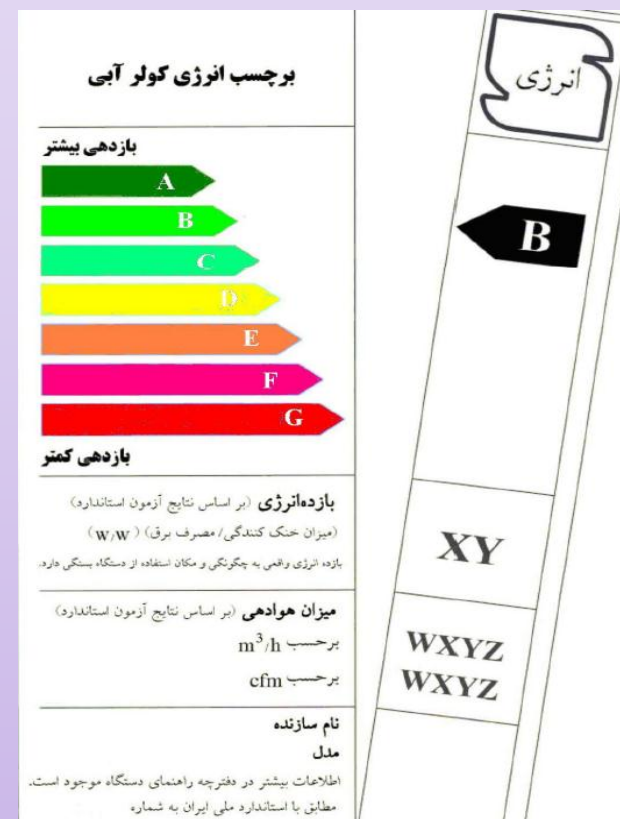 برچسب انرژی کولر آبی
انرژی
بازدهی بیشتر
A
B
C
D
E
F
G
بازدهی کمتر
B
بازده‌انرژی (بر اساس نتایج آزمون استاندارد)
(میزان خنک کنندگی/ مصرف برق) (W/W)
بازده انرژی واقعی به چگونگی و مکان استفاده از دستگاه بستگی دارد.
XY
میزان هوادهی (بر اساس نتایج آزمون استاندارد)
برحسب m³/h
برحسب cfm
WXYZ
WXYZ
نام سازنده
مدل
اطلاعات بیشتر در دفترچه راهنمای دستگاه موجود است.
مطابق با استاندارد ملی ایران به شماره